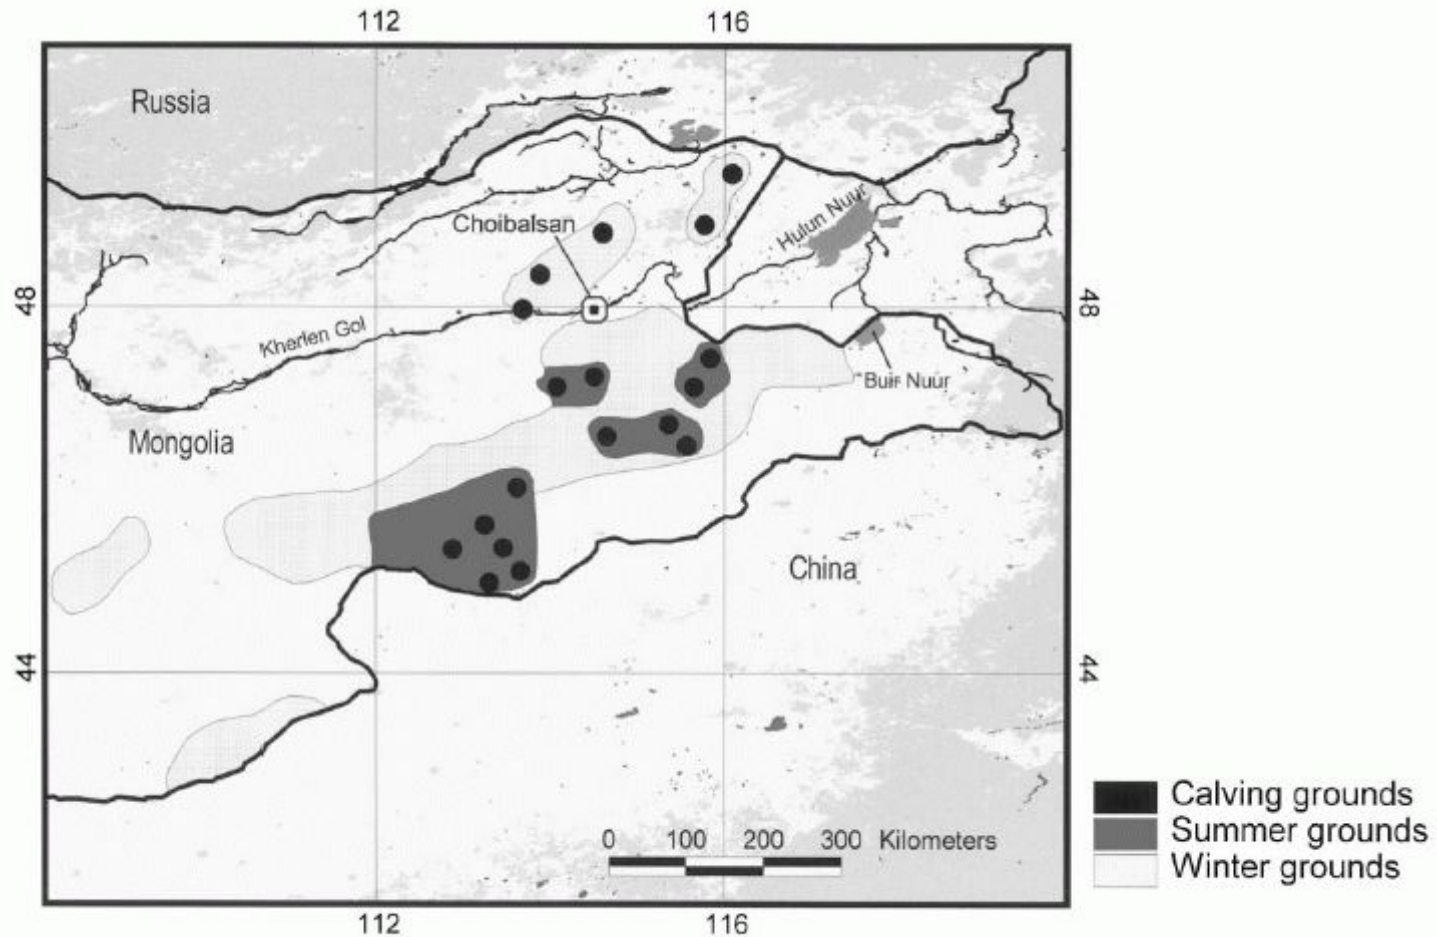 112 116
Russia
Choibalsan
Hulun Nuur
48 48
Kherlen Gol
Buir Nuur
Mongolia
China
44 44
0 100 200 300 Kilometers
Calving grounds
Summer grounds
Winter grounds
112 116